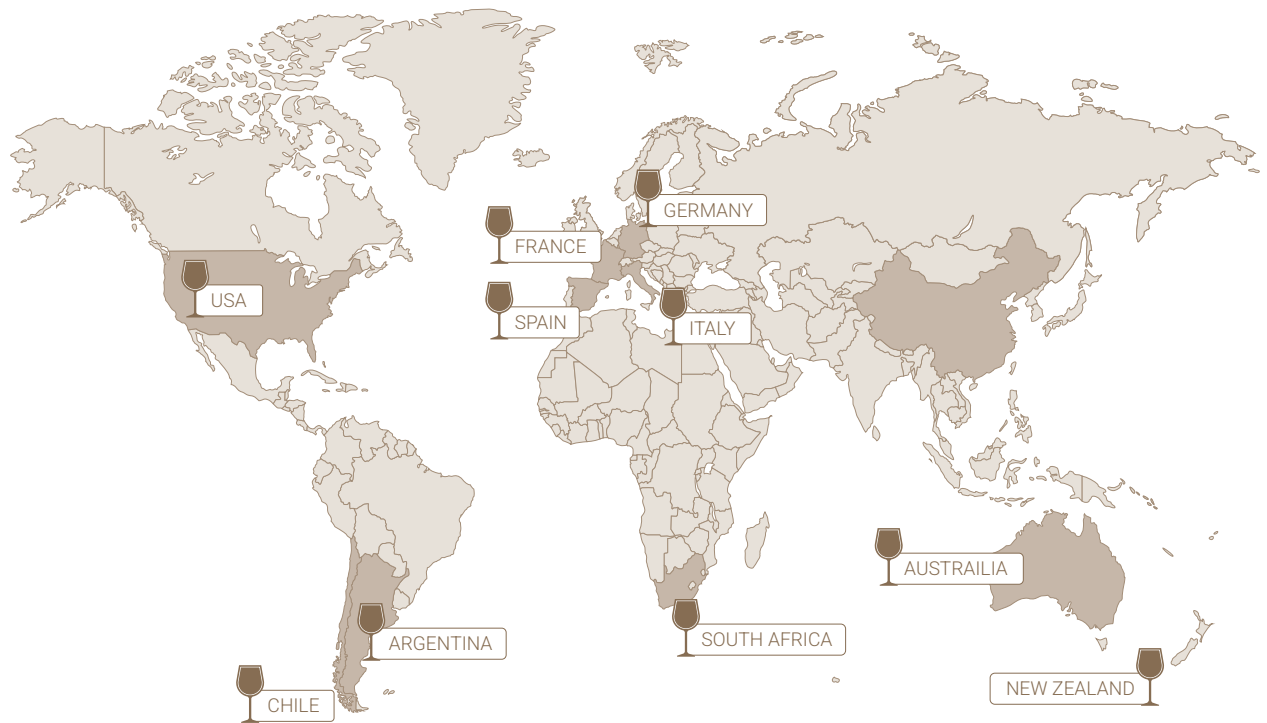 GERMANY
FRANCE
USA
SPAIN
ITALY
AUSTRAILIA
SOUTH AFRICA
ARGENTINA
NEW ZEALAND
CHILE